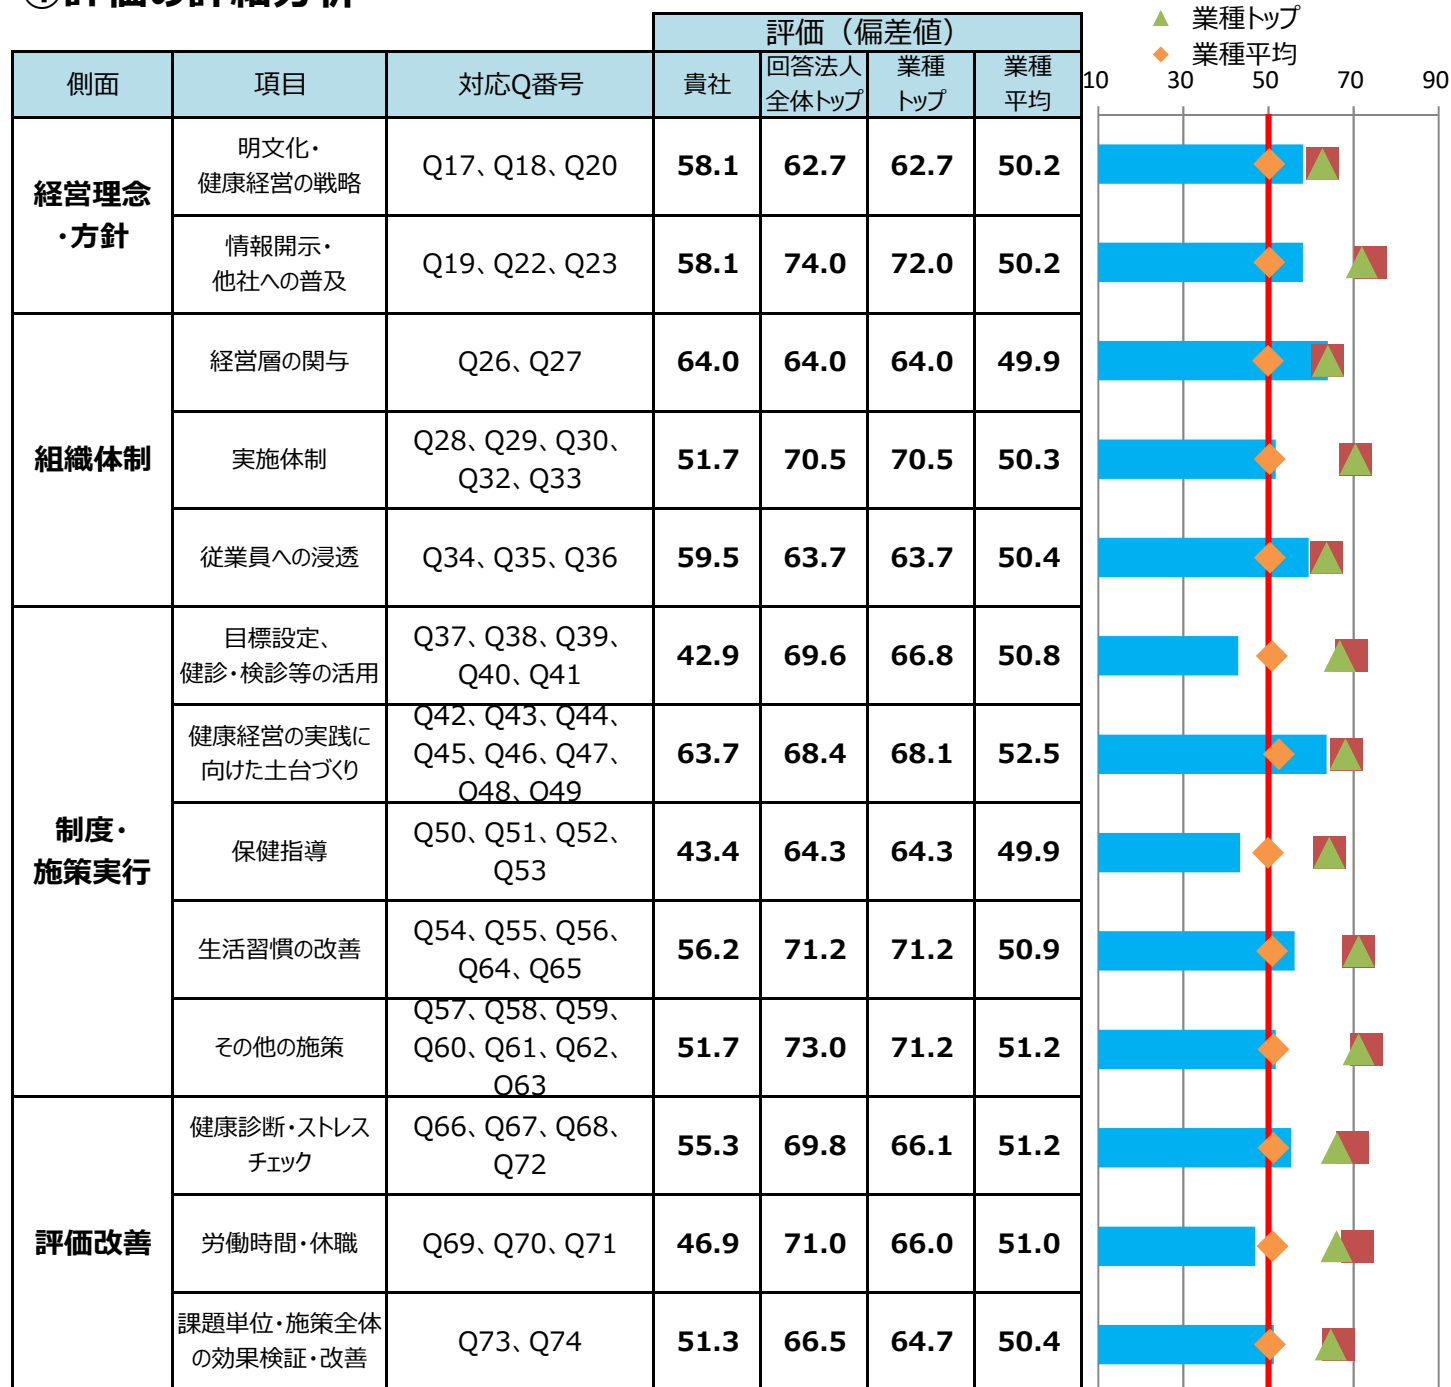 ④評価の詳細分析
▲ 業種トップ
◆ 業種平均
評価（偏差値）
側面 項目 対応Q番号 貴社 回答法人全体トップ 業種トップ 業種平均
10 30 50 70 90
経営理念・方針
明文化・健康経営の戦略 Q17、Q18、Q20 58.1 62.7 62.7 50.2
情報開示・他社への普及 Q19、Q22、Q23 58.1 74.0 72.0 50.2
組織体制
経営層の関与 Q26、Q27 64.0 64.0 64.0 49.9
実施体制 Q28、Q29、Q30、Q32、Q33 51.7 70.5 70.5 50.3
従業員への浸透 Q34、Q35、Q36 59.5 63.7 63.7 50.4
制度・施策実行
目標設定、健診・検診等の活用 Q37、Q38、Q39、Q40、Q41 42.9 69.6 66.8 50.8
健康経営の実践に向けた土台づくり Q42、Q43、Q44、Q45、Q46、Q47、Q48、Q49 63.7 68.4 68.1 52.5
保健指導 Q50、Q51、Q52、Q53 43.4 64.3 64.3 49.9
生活習慣の改善 Q54、Q55、Q56、Q64、Q65 56.2 71.2 71.2 50.9
その他の施策 Q57、Q58、Q59、Q60、Q61、Q62、Q63 51.7 73.0 71.2 51.2
評価改善
健康診断・ストレスチェック Q66、Q67、Q68、Q72 55.3 69.8 66.1 51.2
労働時間・休職 Q69、Q70、Q71 46.9 71.0 66.0 51.0
課題単位・施策全体の効果検証・改善 Q73、Q74 51.3 66.5 64.7 50.4